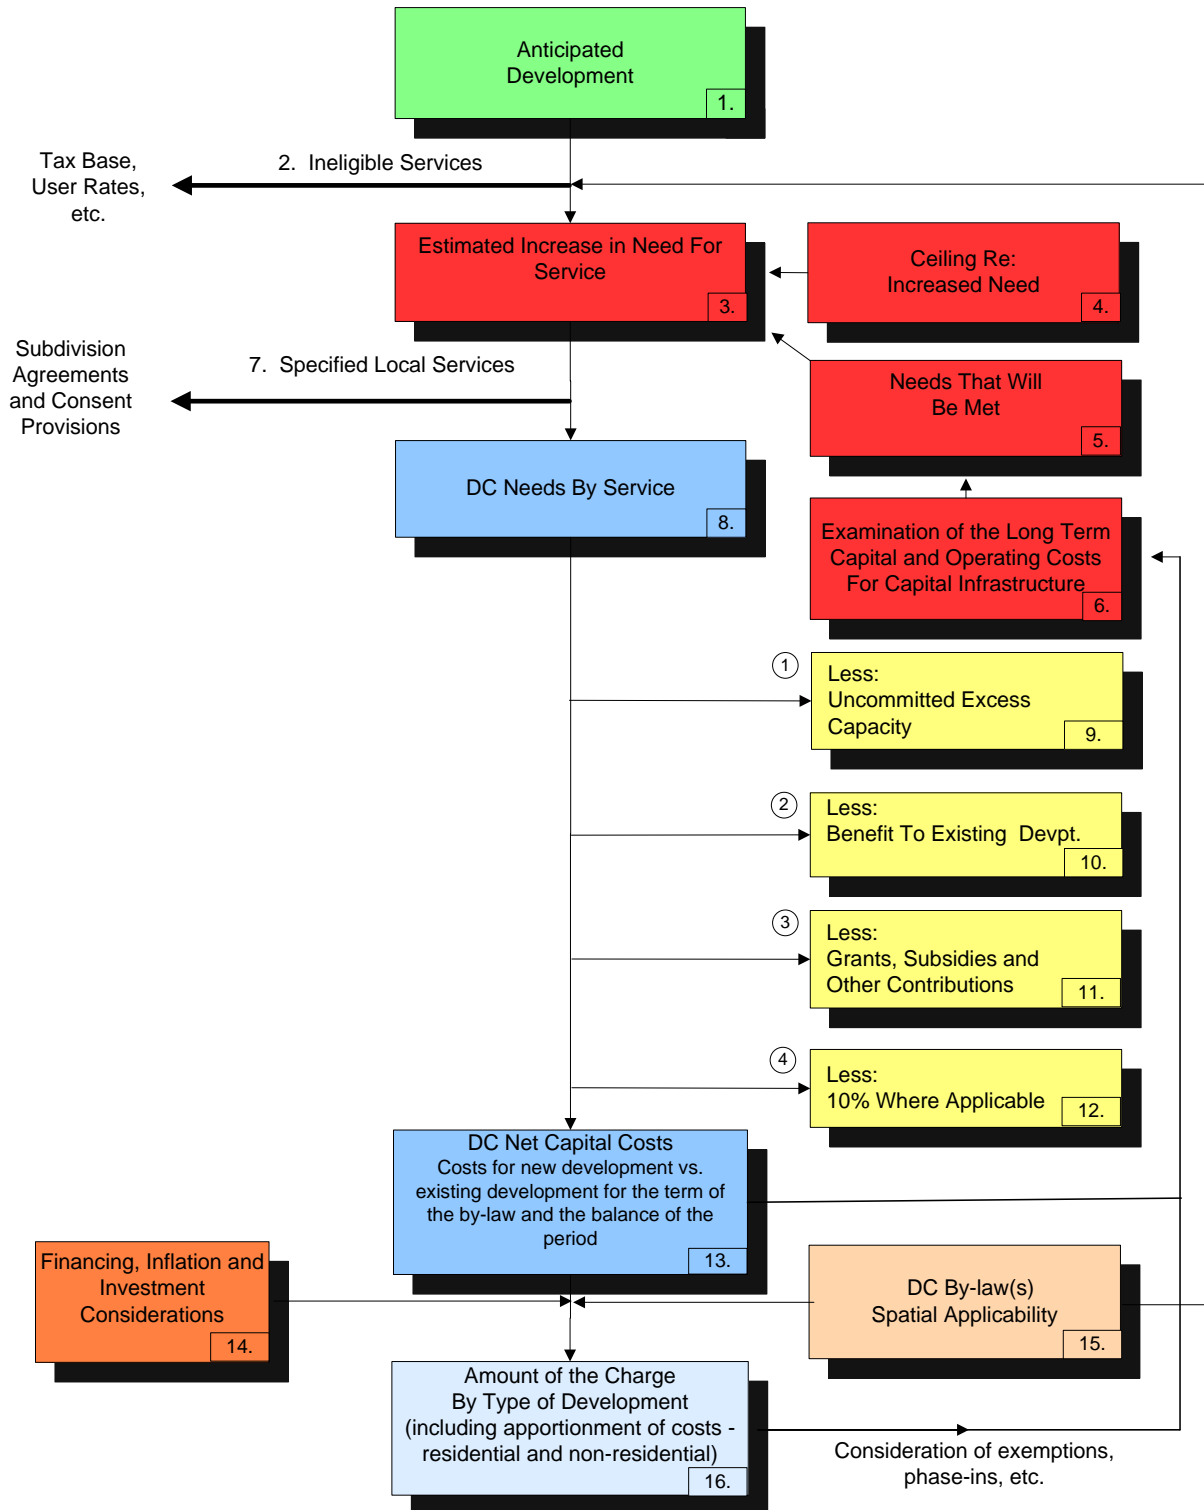 Anticipated
Development
1.
Tax Base,
User Rates,
etc.
2. Ineligible Services
Estimated Increase in Need For
Service
3.
Ceiling Re:
Increased Need
4.
Subdivision
Agreements
and Consent
Provisions
7. Specified Local Services
Needs That Will
Be Met
5.
DC Needs By Service
8.
Examination of the Long Term
Capital and Operating Costs
For Capital Infrastructure
6.
1
Less:
Uncommitted Excess
Capacity
9.
2
Less:
Benefit To Existing Devpt.
10.
3
Less:
Grants, Subsidies and
Other Contributions
11.
4
Less:
10% Where Applicable
12.
DC Net Capital Costs
Costs for new development vs.
existing development for the term of
the by-law and the balance of the
period
13.
Financing, Inflation and
Investment
Considerations
14.
DC By-law(s)
Spatial Applicability
15.
Amount of the Charge
By Type of Development
(including apportionment of costs -
residential and non-residential)
16.
Consideration of exemptions,
phase-ins, etc.